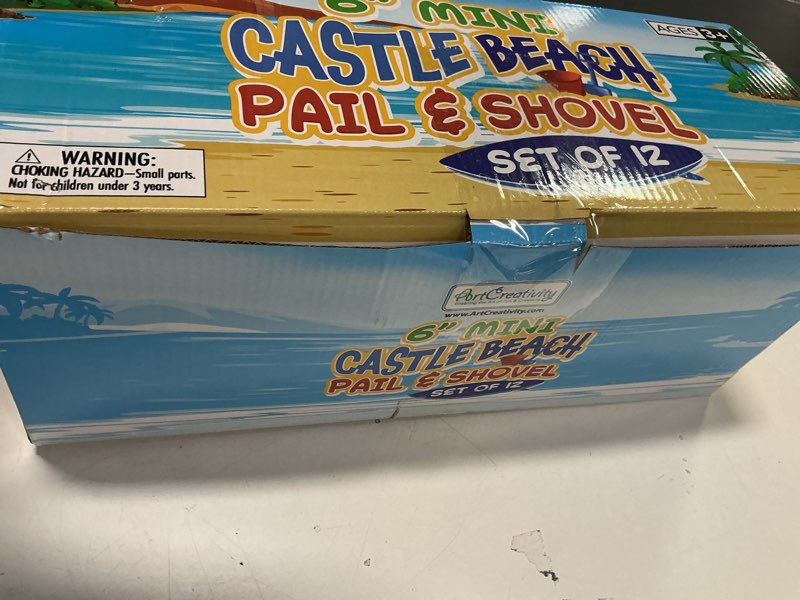 6" MINI
CASTLE BEACH
PAIL & SHOVEL
SET OF 12
AGES 3+
WARNING:
CHOKING HAZARD—Small parts.
Not for children under 3 years.
ArtCreativity
www.ArtCreativity.com
6" MINI
CASTLE BEACH
PAIL & SHOVEL
SET OF 12